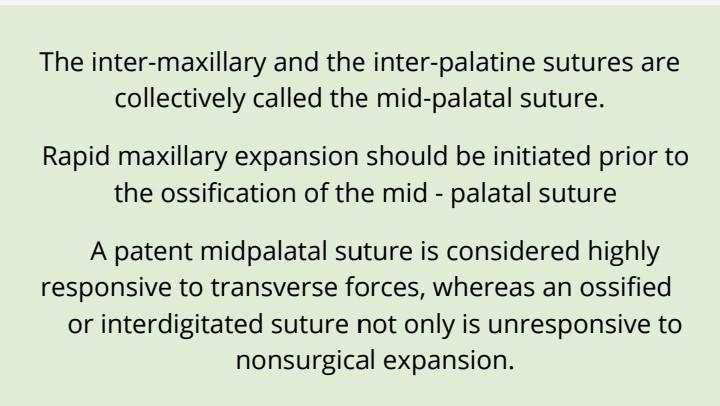 The inter-maxillary and the inter-palatine sutures are
collectively called the mid-palatal suture.
Rapid maxillary expansion should be initiated prior to
the ossification of the mid - palatal suture
A patent midpalatal suture is considered highly
responsive to transverse forces, whereas an ossified
or interdigitated suture not only is unresponsive to
nonsurgical expansion.